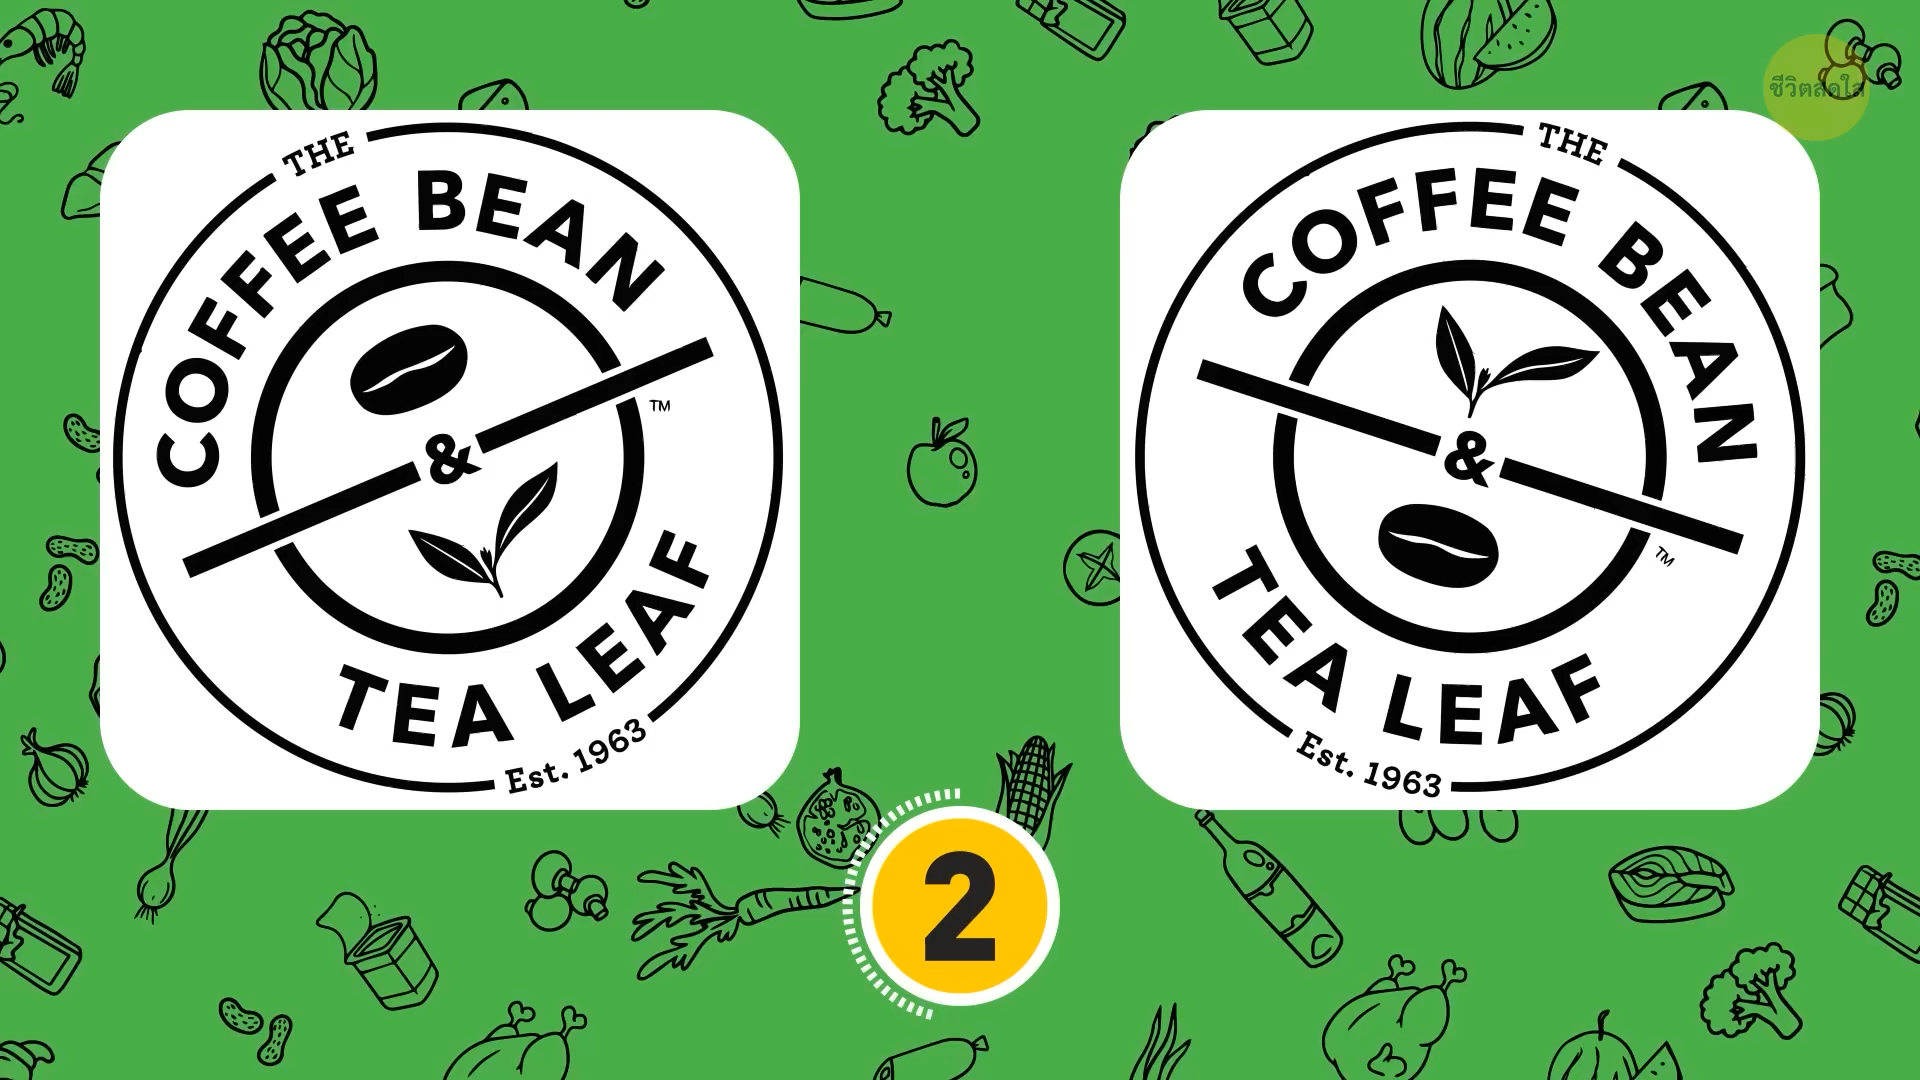 ชีวิตสดใส
THE
COFFEE BEAN
&
TM
TEA LEAF
Est. 1963
THE
COFFEE BEAN
&
TM
TEA LEAF
Est. 1963
2